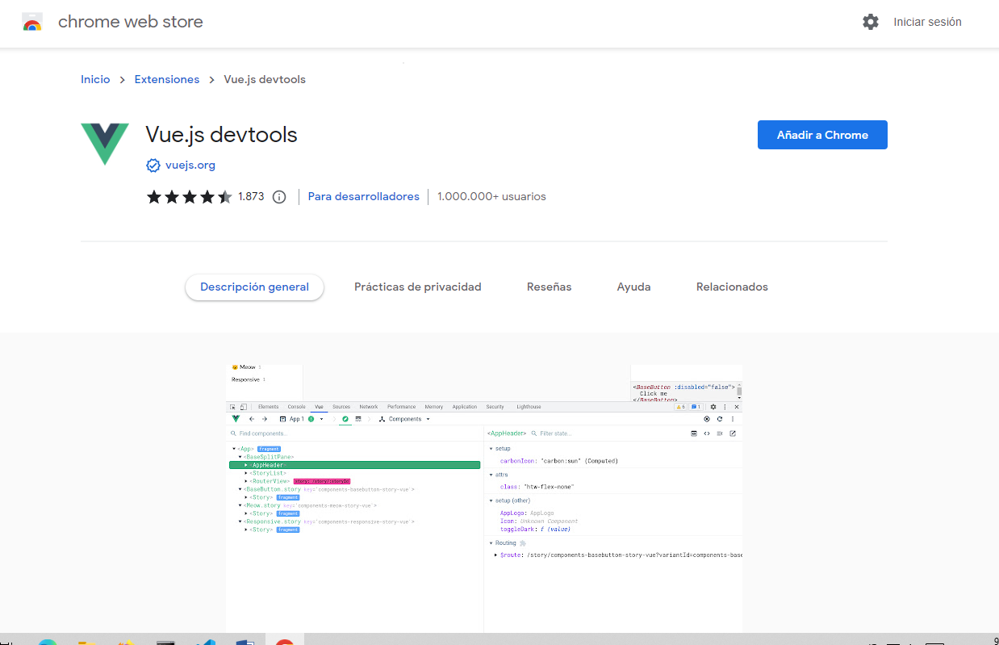 chrome web store
Iniciar sesión
Inicio > Extensiones > Vue.js devtools
Vue.js devtools
Añadir a Chrome
vuejs.org
1.873 Para desarrolladores 1.000.000+ usuarios
Descripción general Prácticas de privacidad Reseñas Ayuda Relacionados
Meow 1
Responsive 1
<BaseButton :disabled="false">
Click me
</BaseButton>
Elements Console Vue Sources Network Performance Memory Application Security Lighthouse 6 1
App 1 Components
Find components...
<AppHeader> Filter state...
<App> fragment
<BaseSplitPane>
<AppHeader>
<StoryList>
<RouterView> story: /story/:storyId
<BaseButton.story key='components-basebutton-story-vue'>
<Story> fragment
<Meow.story key='components-meow-story-vue'>
<Story> fragment
<Responsive.story key='components-responsive-story-vue'>
<Story> fragment
setup
carbonIcon: "carbon:sun" (Computed)
attrs
class: "htw-flex-none"
setup (other)
AppLogo: AppLogo
Icon: Unknown Component
toggleDark: f (value)
Routing
$route: /story/components-basebutton-story-vue?variantId=components-base
9